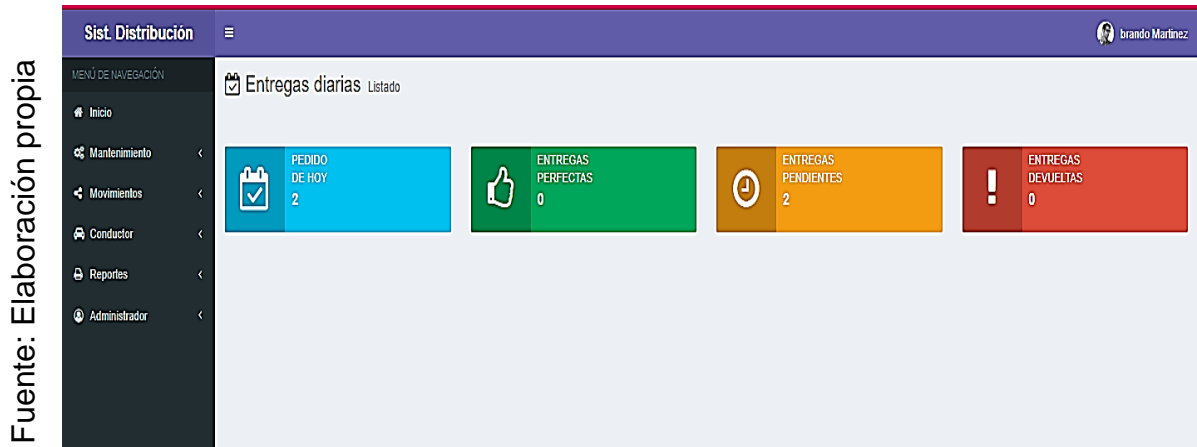 Fuente: Elaboración propia
Sist. Distribución
brando Martinez
MENÚ DE NAVEGACIÓN
Inicio
Mantenimiento
Movimientos
Conductor
Reportes
Administrador
Entregas diarias Listado
PEDIDO
DE HOY
2
ENTREGAS
PERFECTAS
0
ENTREGAS
PENDIENTES
2
ENTREGAS
DEVUELTAS
0